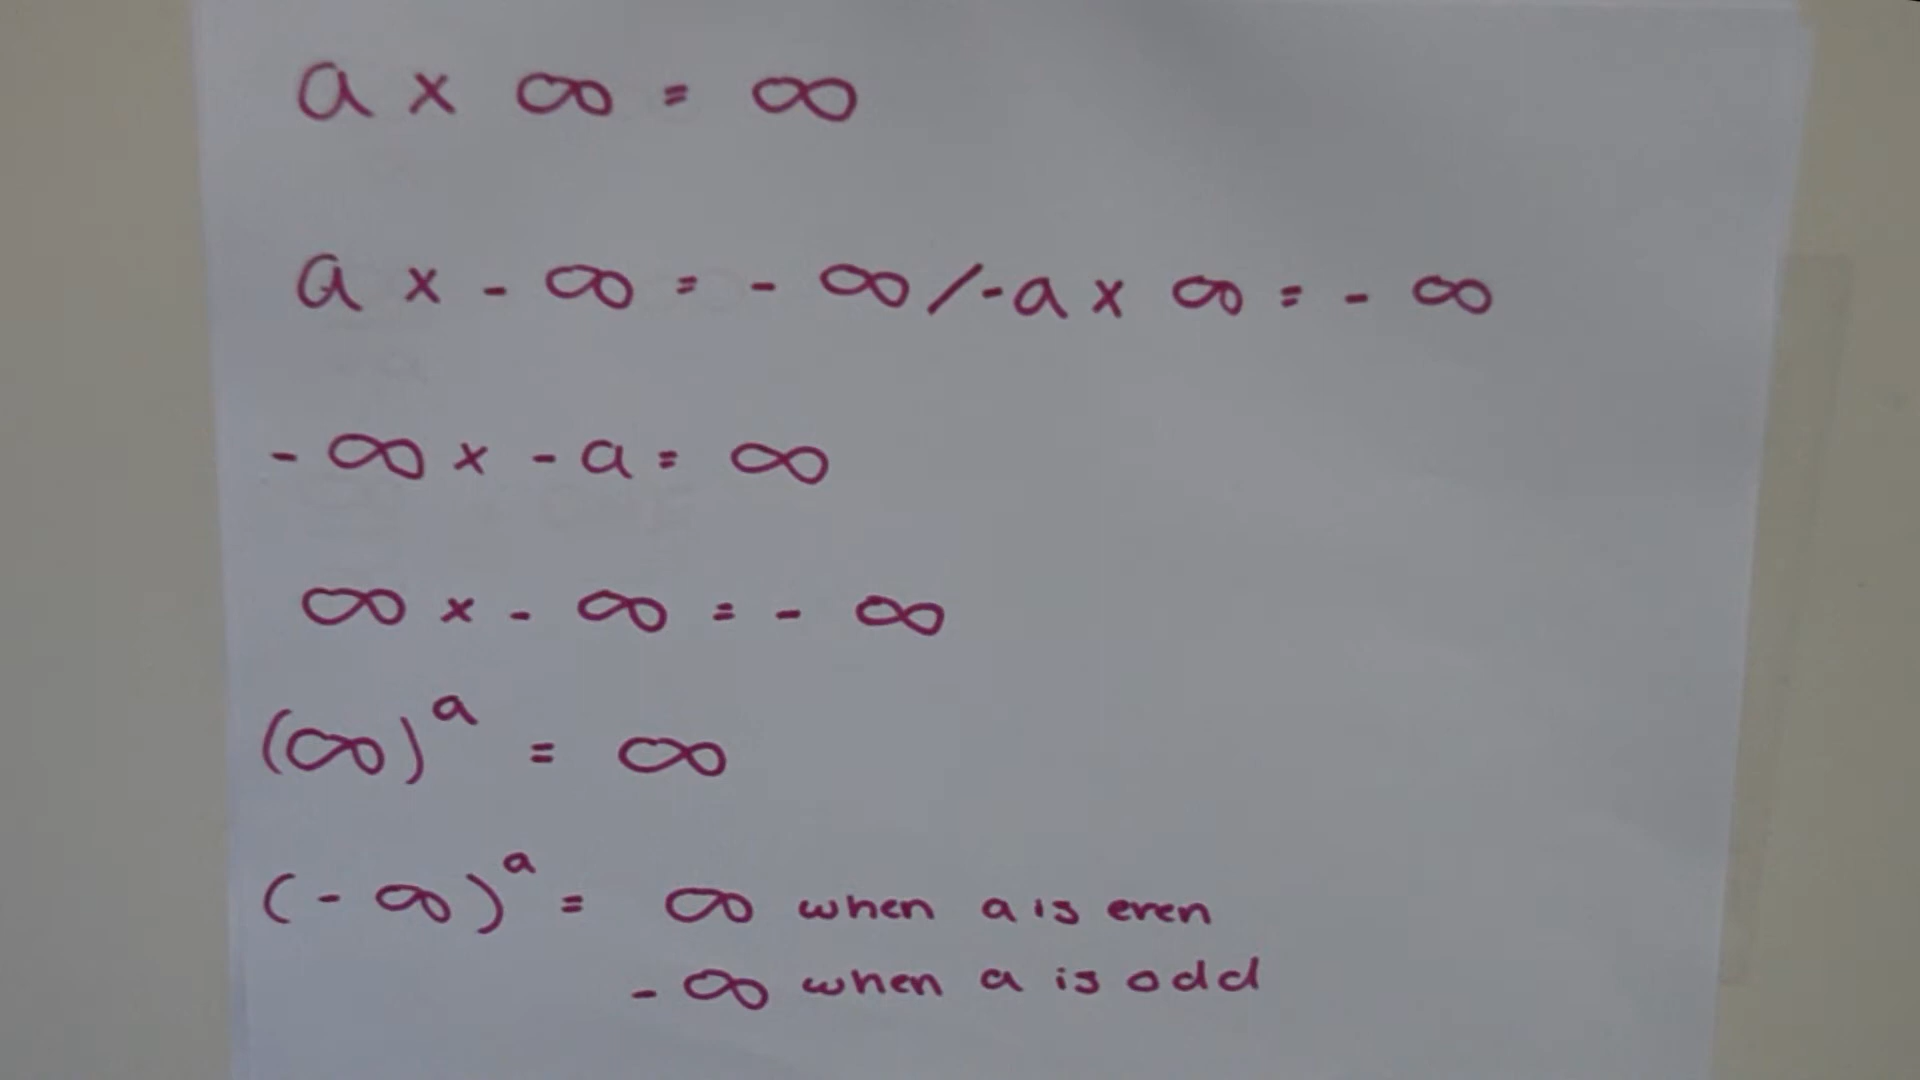 a × ∞ = ∞
a × - ∞ = - ∞ / - a × ∞ = - ∞
- ∞ × - a = ∞
∞ × - ∞ = - ∞
(∞)ᵃ = ∞
(- ∞)ᵃ = ∞ when a is even
- ∞ when a is odd